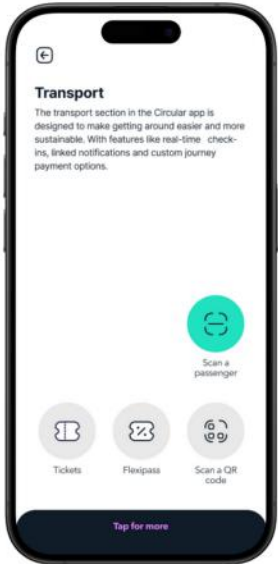 Transport
The transport section in the Circular app is
designed to make getting around easier and more
sustainable. With features like real-time check-
ins, linked notifications and custom journey
payment options.
Scan a
passenger
Tickets
Flexipass
Scan a QR
code
Tap for more